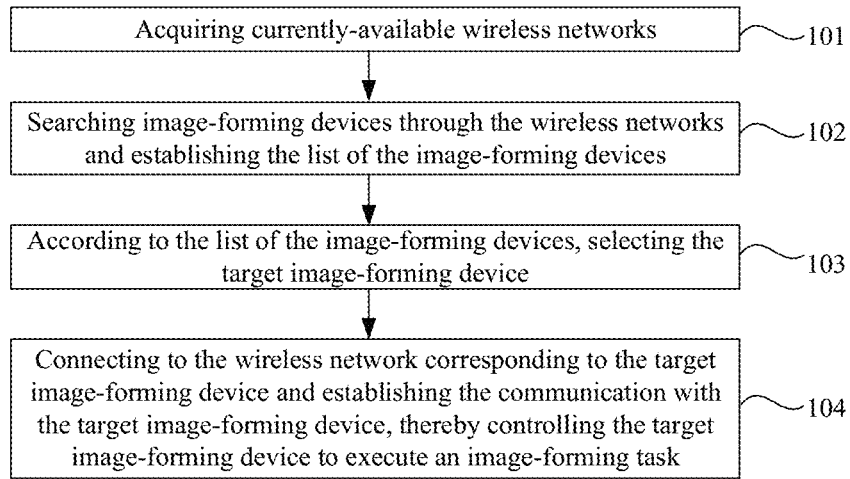 Acquiring currently-available wireless networks
101
Searching image-forming devices through the wireless networks
and establishing the list of the image-forming devices
102
According to the list of the image-forming devices, selecting the
target image-forming device
103
Connecting to the wireless network corresponding to the target
image-forming device and establishing the communication with
the target image-forming device, thereby controlling the target
image-forming device to execute an image-forming task
104